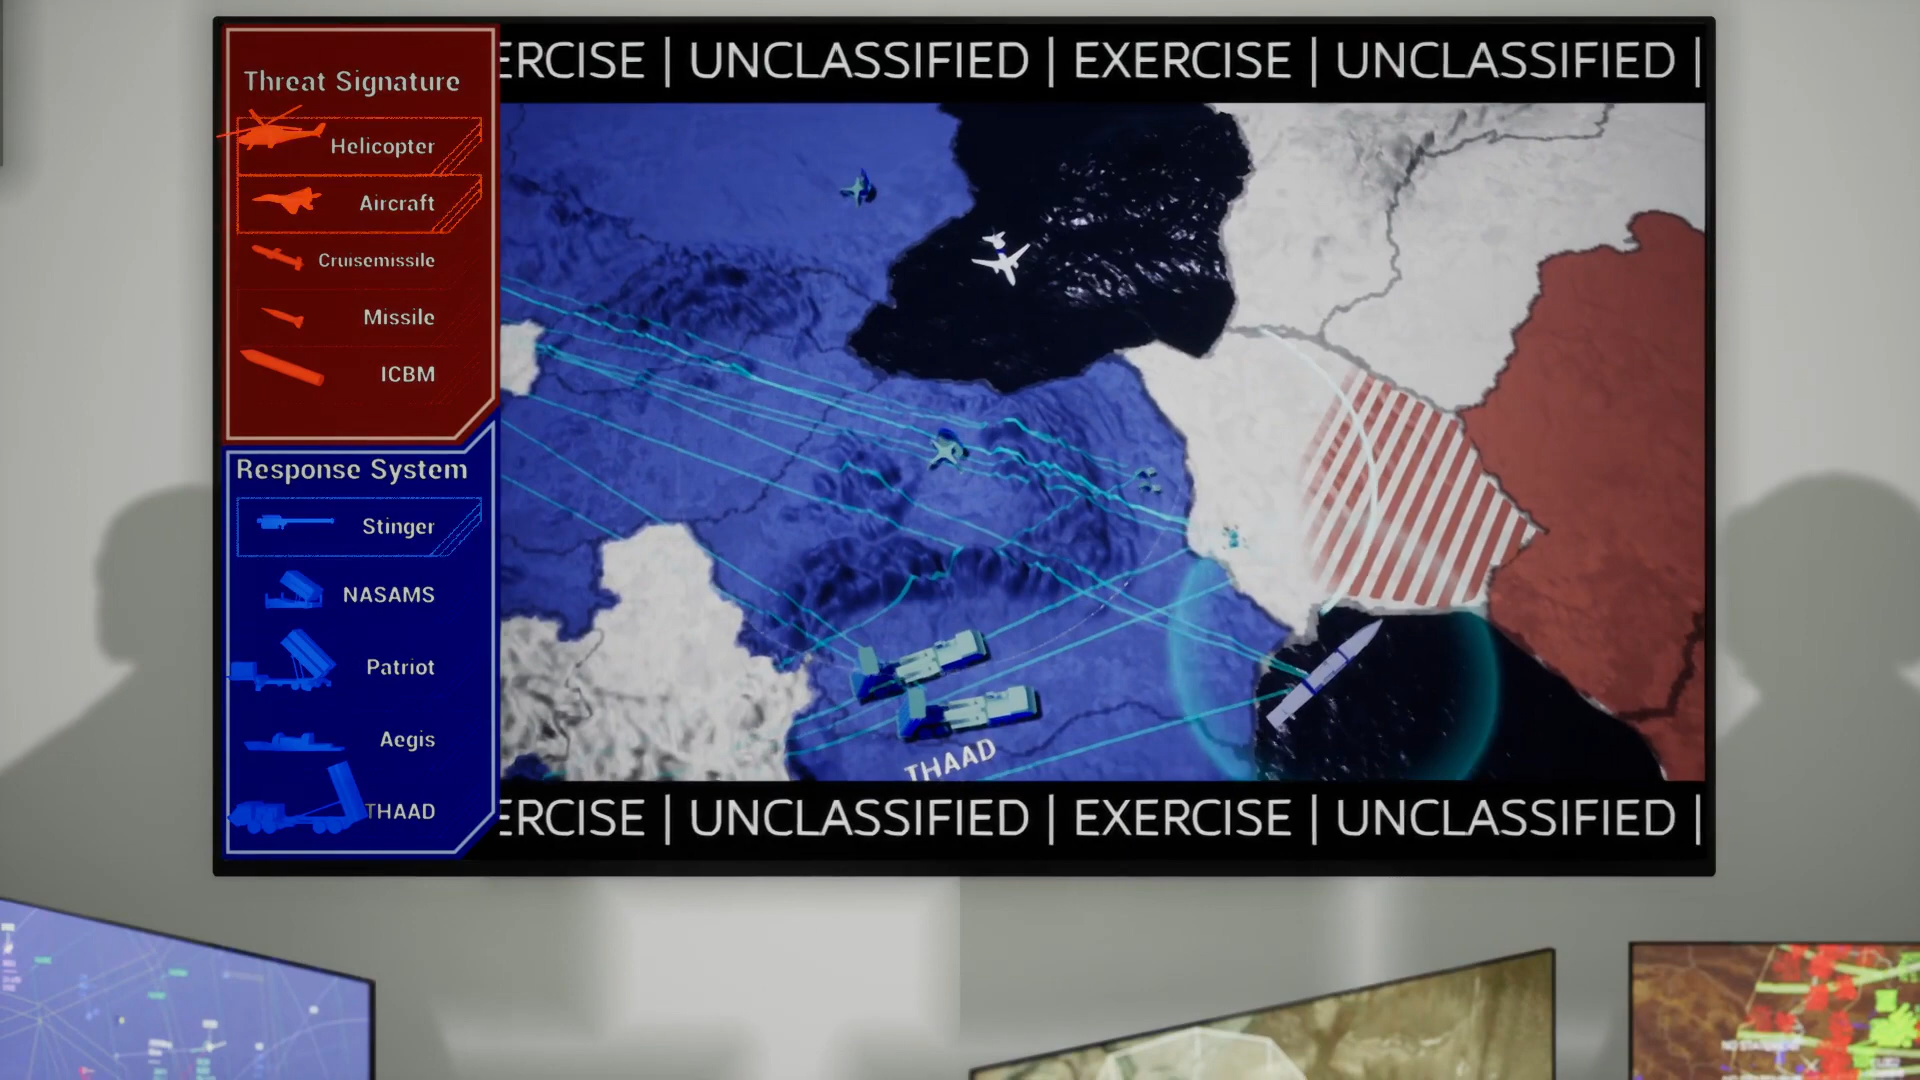 ERCISE | UNCLASSIFIED | EXERCISE | UNCLASSIFIED |
Threat Signature
Helicopter
Aircraft
Cruisemissile
Missile
ICBM
Response System
Stinger
NASAMS
Patriot
Aegis
THAAD
THAAD
ERCISE | UNCLASSIFIED | EXERCISE | UNCLASSIFIED |